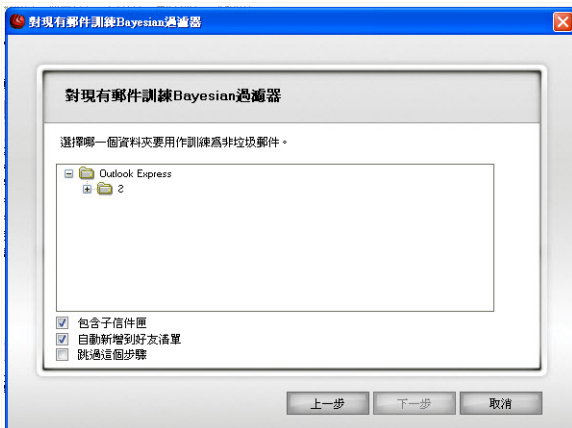 對現有郵件訓練Bayesian過濾器
對現有郵件訓練Bayesian過濾器
選擇哪一個資料夾要用作訓練為非垃圾郵件。
Outlook Express
2
包含子信件匣
自動新增到好友清單
跳過這個步驟
上一步
下一步
取消